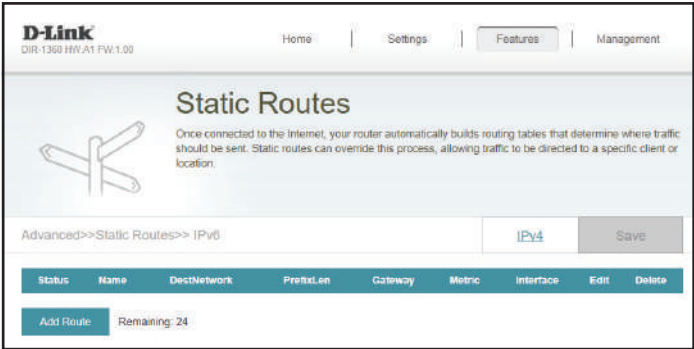 D-Link
DIR-1360 HW:A1 FW:1.00
Home | Settings | Features | Management
Static Routes
Once connected to the Internet, your router automatically builds routing tables that determine where traffic
should be sent. Static routes can override this process, allowing traffic to be directed to a specific client or
location.
Advanced>>Static Routes>> IPv6
IPv4
Save
Status Name DestNetwork PrefixLen Gateway Metric Interface Edit Delete
Add Route Remaining: 24